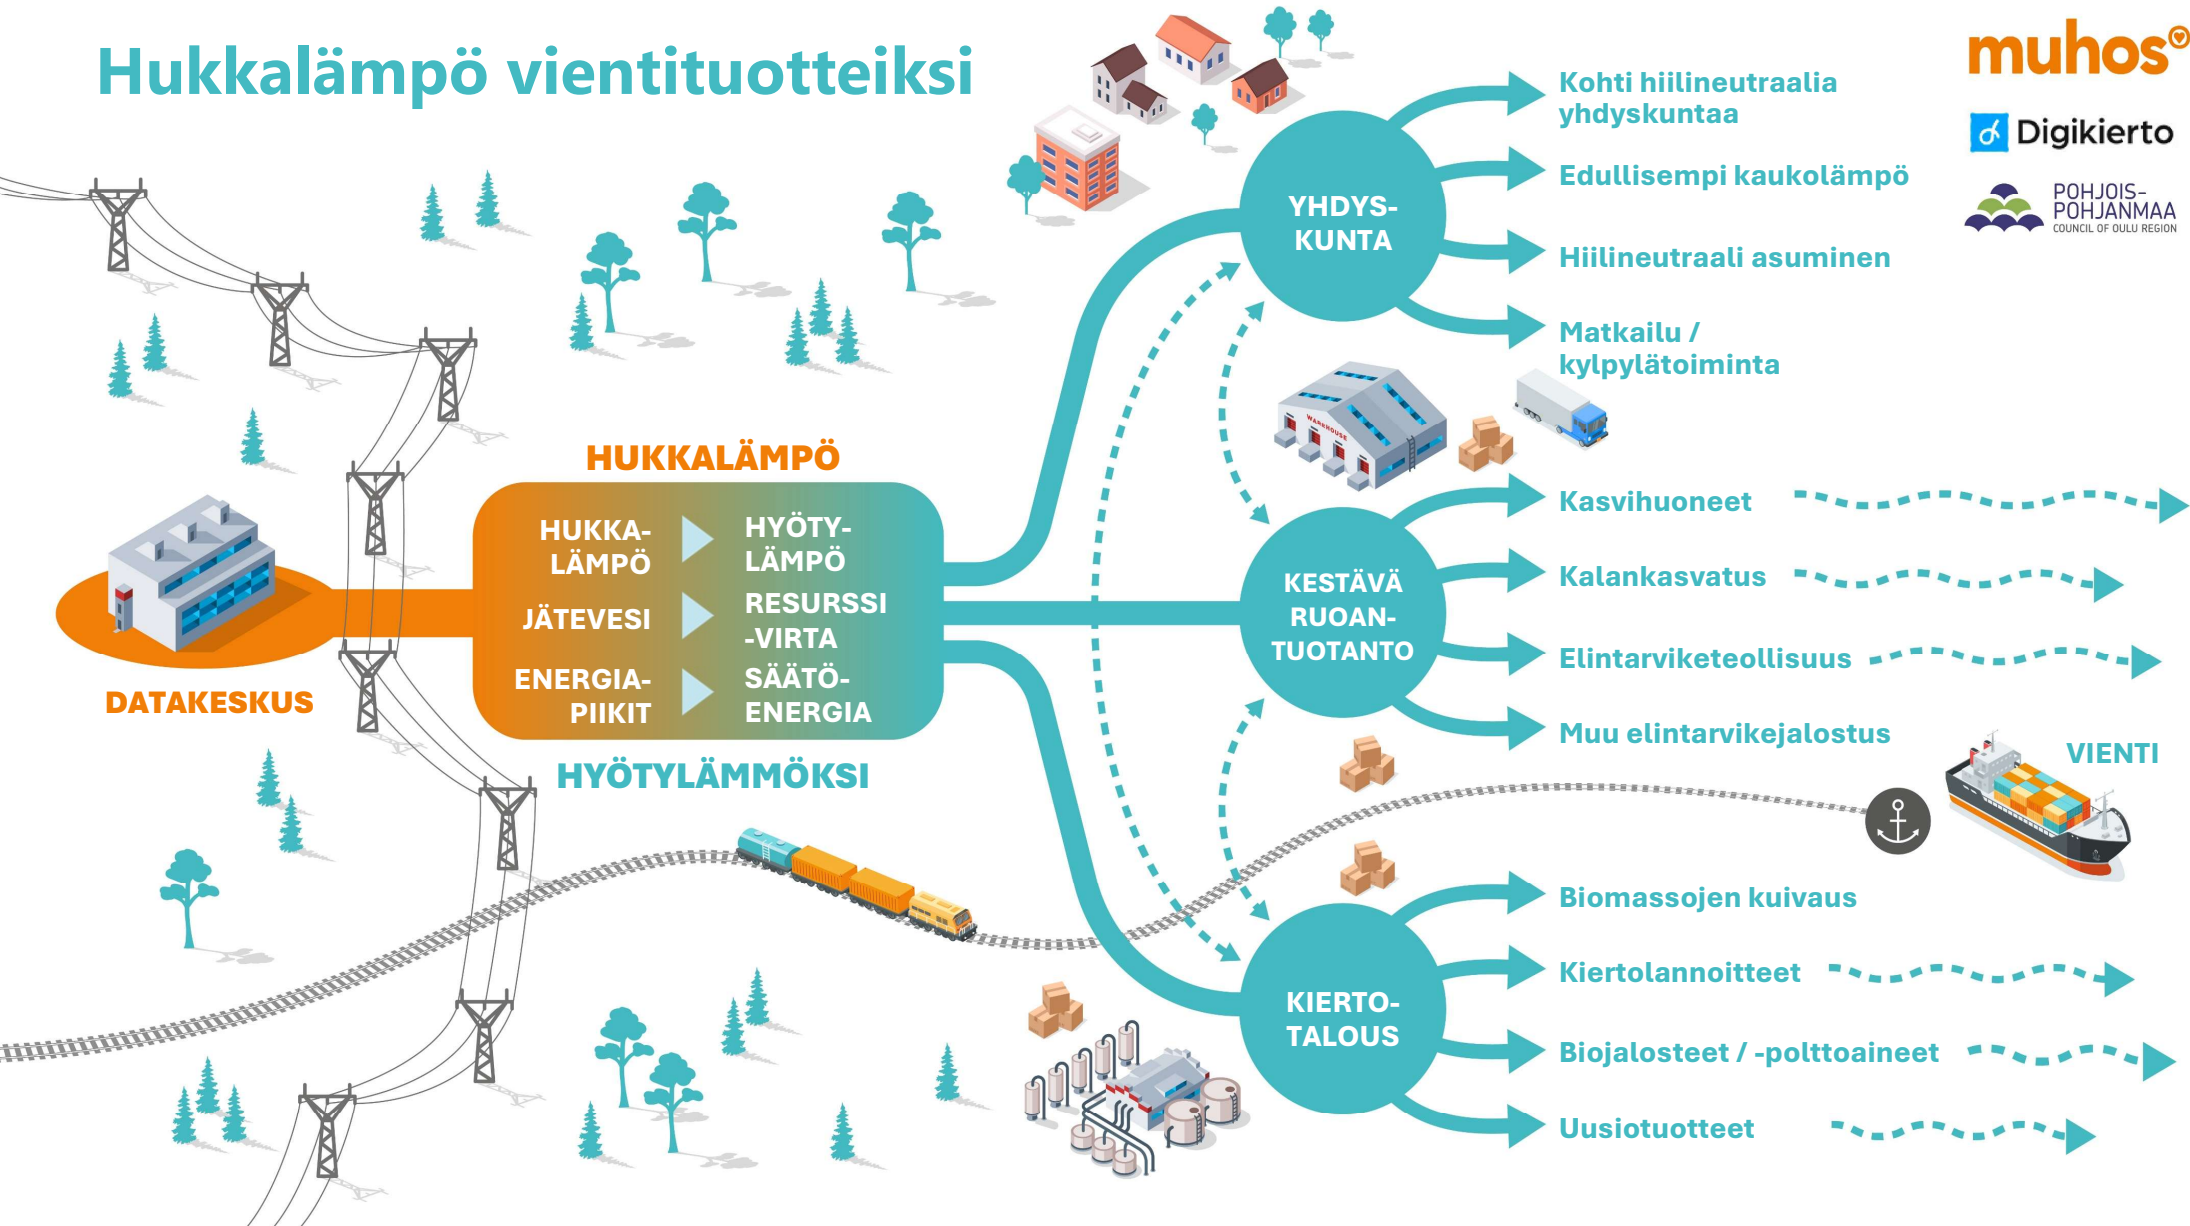 Hukkalämpö vientituotteiksi
muhos
Digikierto
POHJOIS-
POHJANMAA
COUNCIL OF OULU REGION
YHDYS-
KUNTA
Kohti hiilineutraalia
yhdyskuntaa
Edullisempi kaukolämpö
Hiilineutraali asuminen
Matkailu /
kylpylätoiminta
WAREHOUSE
HUKKALÄMPÖ
HUKKA-
LÄMPÖ
HYÖTY-
LÄMPÖ
JÄTEVESI
RESURSSI
-VIRTA
ENERGIA-
PIIKIT
SÄÄTÖ-
ENERGIA
HYÖTYLÄMMÖKSI
DATAKESKUS
KESTÄVÄ
RUOAN-
TUOTANTO
Kasvihuoneet
Kalankasvatus
Elintarviketeollisuus
Muu elintarvikejalostus
VIENTI
KIERTO-
TALOUS
Biomassojen kuivaus
Kiertolannoitteet
Biojalosteet / -polttoaineet
Uusiotuotteet